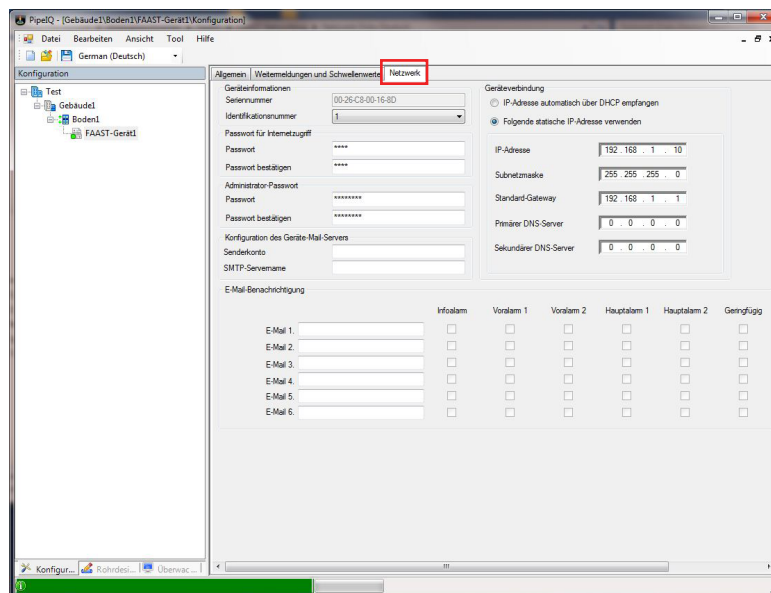 PipeIQ - [Gebäude1\Boden1\FAAST-Gerät1\Konfiguration]
Datei Bearbeiten Ansicht Tool Hilfe
German (Deutsch)
Konfiguration
Test
Gebäude1
Boden1
FAAST-Gerät1
Allgemein Weitermeldungen und Schwellenwerte Netzwerk
Geräteinformationen
Seriennummer 00-26-C8-00-16-8D
Identifikationsnummer 1
Passwort für Internetzugriff
Passwort ****
Passwort bestätigen ****
Administrator-Passwort
Passwort ********
Passwort bestätigen ********
Konfiguration des Geräte-Mail-Servers
Senderkonto
SMTP-Servername
Geräteverbindung
IP-Adresse automatisch über DHCP empfangen
Folgende statische IP-Adresse verwenden
IP-Adresse 192 . 168 . 1 . 10
Subnetzmaske 255 . 255 . 255 . 0
Standard-Gateway 192 . 168 . 1 . 1
Primärer DNS-Server 0 . 0 . 0 . 0
Sekundärer DNS-Server 0 . 0 . 0 . 0
E-Mail-Benachrichtigung
Infoalarm Voralarm 1 Voralarm 2 Hauptalarm 1 Hauptalarm 2 Geringfügig
E-Mail 1.
E-Mail 2.
E-Mail 3.
E-Mail 4.
E-Mail 5.
E-Mail 6.
Konfigur... Rohrdesi... Überwac...